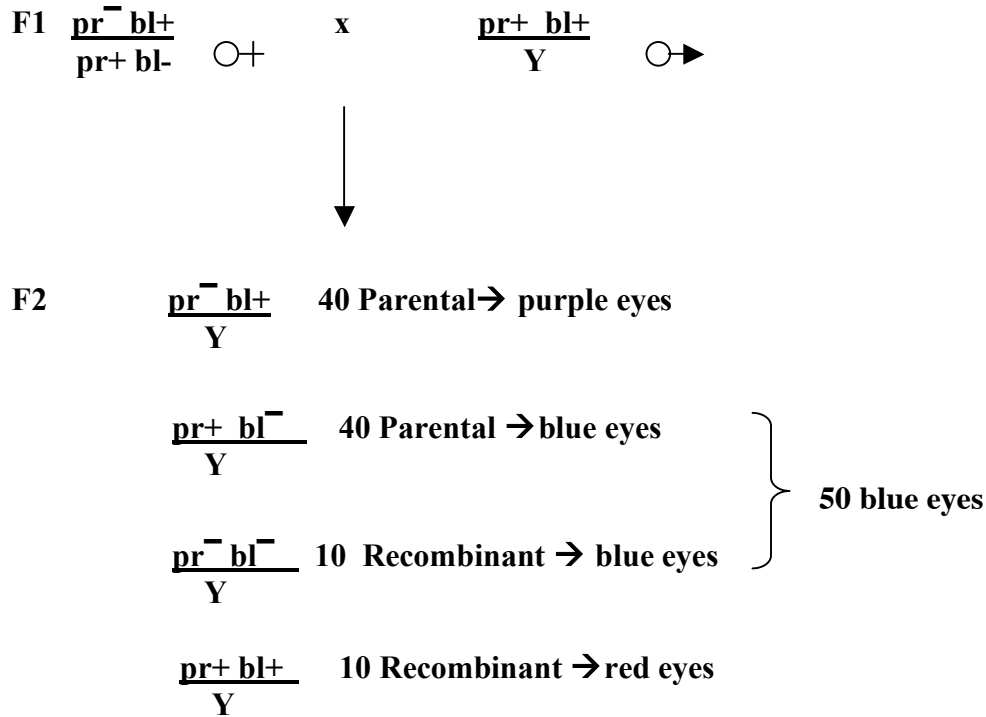 F1 pr⁻ bl+ x pr+ bl+
pr+ bl- Y
F2 pr⁻ bl+ 40 Parental→ purple eyes
Y
pr+ bl⁻ 40 Parental →blue eyes
Y
50 blue eyes
pr⁻ bl⁻ 10 Recombinant → blue eyes
Y
pr+ bl+ 10 Recombinant →red eyes
Y